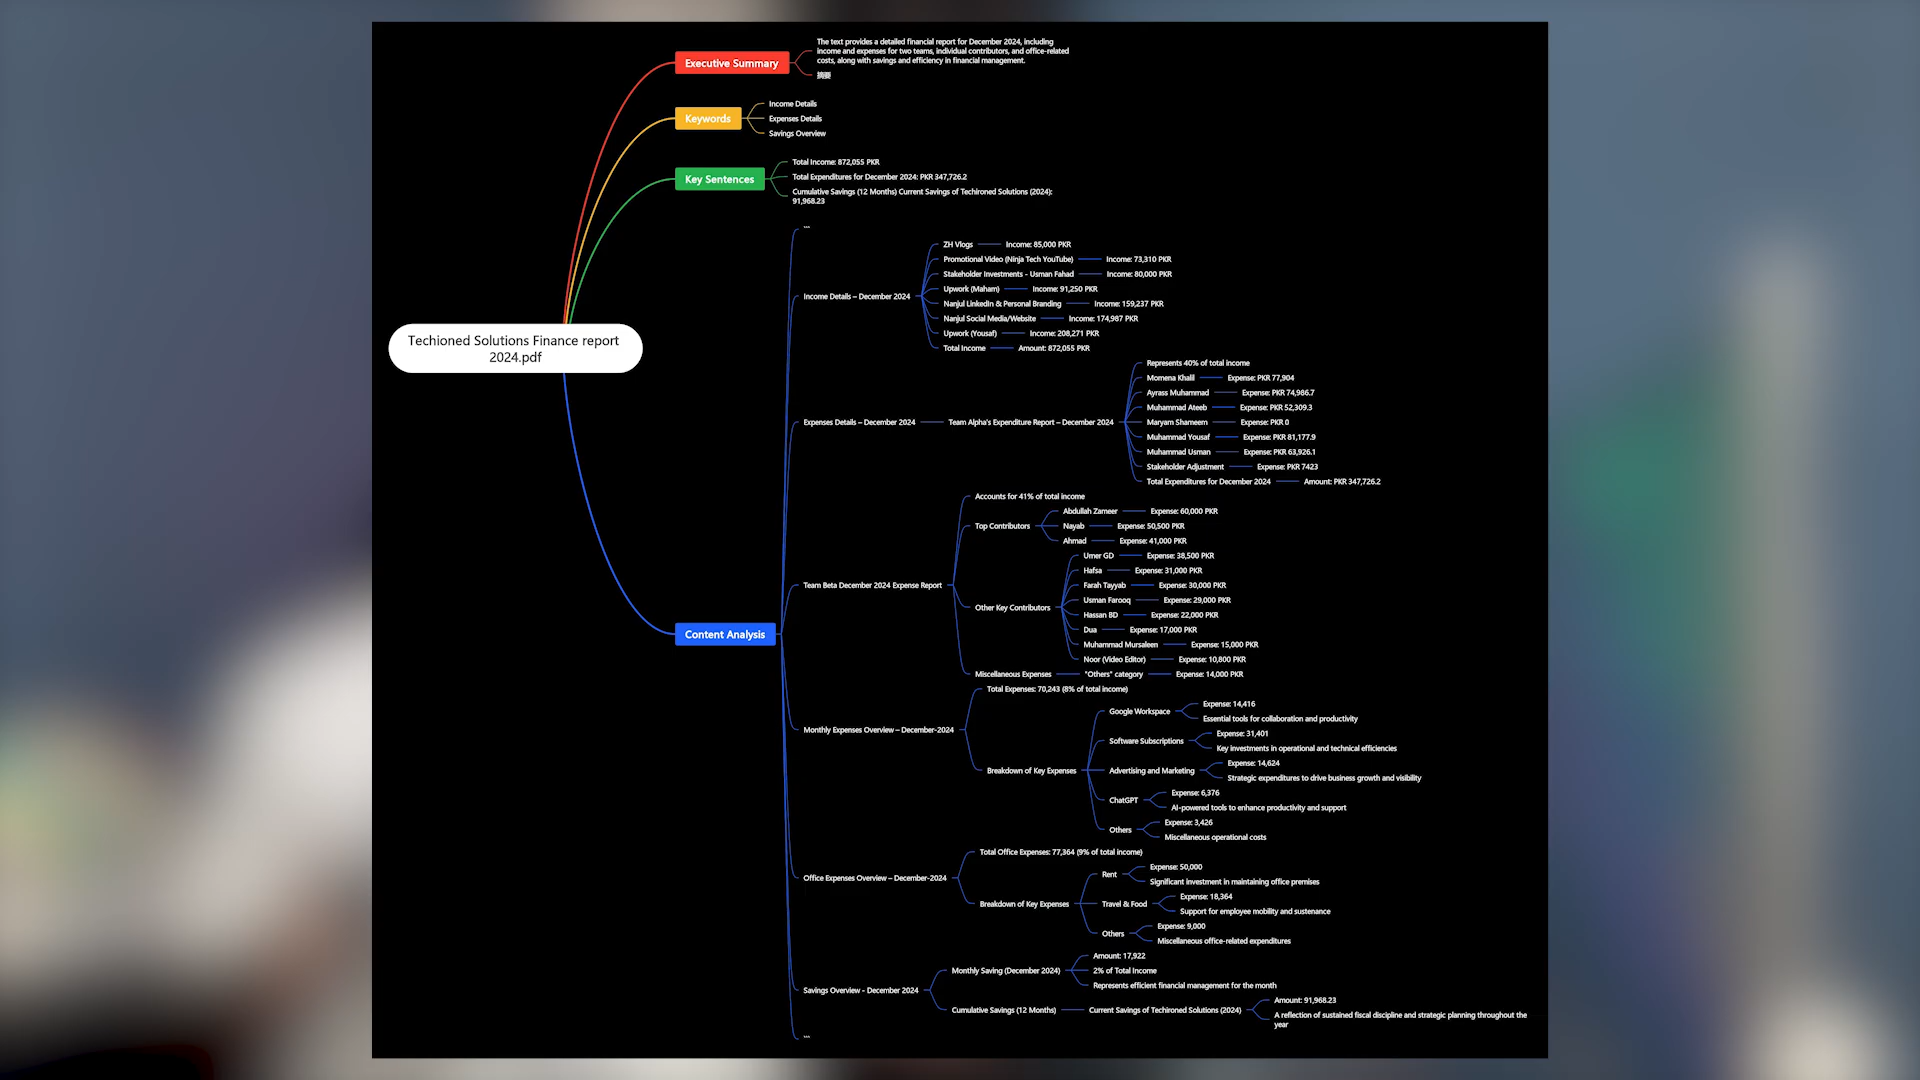 Executive Summary
The text provides a detailed financial report for December 2024, including
income and expenses for two teams, individual contributors, and office-related
costs, along with savings and efficiency in financial management.
摘要
Keywords
Income Details
Expenses Details
Savings Overview
Key Sentences
Total Income: 872,055 PKR
Total Expenditures for December 2024: PKR 347,726.2
Cumulative Savings (12 Months) Current Savings of Techironed Solutions (2024):
91,968.23
Techioned Solutions Finance report
2024.pdf
Content Analysis
...
Income Details – December 2024
ZH Vlogs Income: 85,000 PKR
Promotional Video (Ninja Tech YouTube) Income: 73,310 PKR
Stakeholder Investments - Usman Fahad Income: 80,000 PKR
Upwork (Maham) Income: 91,250 PKR
Nanjul LinkedIn & Personal Branding Income: 159,237 PKR
Nanjul Social Media/Website Income: 174,987 PKR
Upwork (Yousaf) Income: 208,271 PKR
Total Income Amount: 872,055 PKR
Expenses Details – December 2024
Team Alpha's Expenditure Report – December 2024
Represents 40% of total income
Momena Khalil Expense: PKR 77,904
Ayrass Muhammad Expense: PKR 74,986.7
Muhammad Ateeb Expense: PKR 52,309.3
Maryam Shameem Expense: PKR 0
Muhammad Yousaf Expense: PKR 81,177.9
Muhammad Usman Expense: PKR 63,926.1
Stakeholder Adjustment Expense: PKR 7423
Total Expenditures for December 2024 Amount: PKR 347,726.2
Team Beta December 2024 Expense Report
Accounts for 41% of total income
Top Contributors
Abdullah Zameer Expense: 60,000 PKR
Nayab Expense: 50,500 PKR
Ahmad Expense: 41,000 PKR
Other Key Contributors
Umer GD Expense: 38,500 PKR
Hafsa Expense: 31,000 PKR
Farah Tayyab Expense: 30,000 PKR
Usman Farooq Expense: 29,000 PKR
Hassan BD Expense: 22,000 PKR
Dua Expense: 17,000 PKR
Muhammad Mursaleen Expense: 15,000 PKR
Noor (Video Editor) Expense: 10,800 PKR
Miscellaneous Expenses "Others" category Expense: 14,000 PKR
Monthly Expenses Overview – December-2024
Total Expenses: 70,243 (8% of total income)
Breakdown of Key Expenses
Google Workspace
Expense: 14,416
Essential tools for collaboration and productivity
Software Subscriptions
Expense: 31,401
Key investments in operational and technical efficiencies
Advertising and Marketing
Expense: 14,624
Strategic expenditures to drive business growth and visibility
ChatGPT
Expense: 6,376
AI-powered tools to enhance productivity and support
Others
Expense: 3,426
Miscellaneous operational costs
Office Expenses Overview – December-2024
Total Office Expenses: 77,364 (9% of total income)
Breakdown of Key Expenses
Rent
Expense: 50,000
Significant investment in maintaining office premises
Travel & Food
Expense: 18,364
Support for employee mobility and sustenance
Others
Expense: 9,000
Miscellaneous office-related expenditures
Savings Overview - December 2024
Monthly Saving (December 2024)
Amount: 17,922
2% of Total Income
Represents efficient financial management for the month
Cumulative Savings (12 Months)
Current Savings of Techironed Solutions (2024)
Amount: 91,968.23
A reflection of sustained fiscal discipline and strategic planning throughout the
year
...